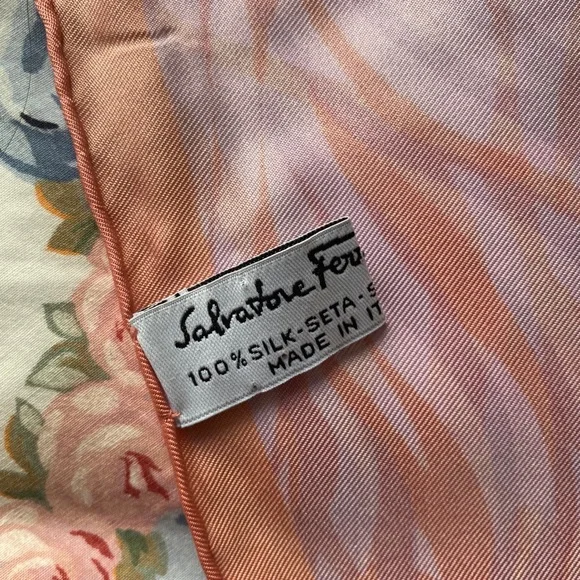 Salvatore Fer
100% SILK-SETA-S
MADE IN IT